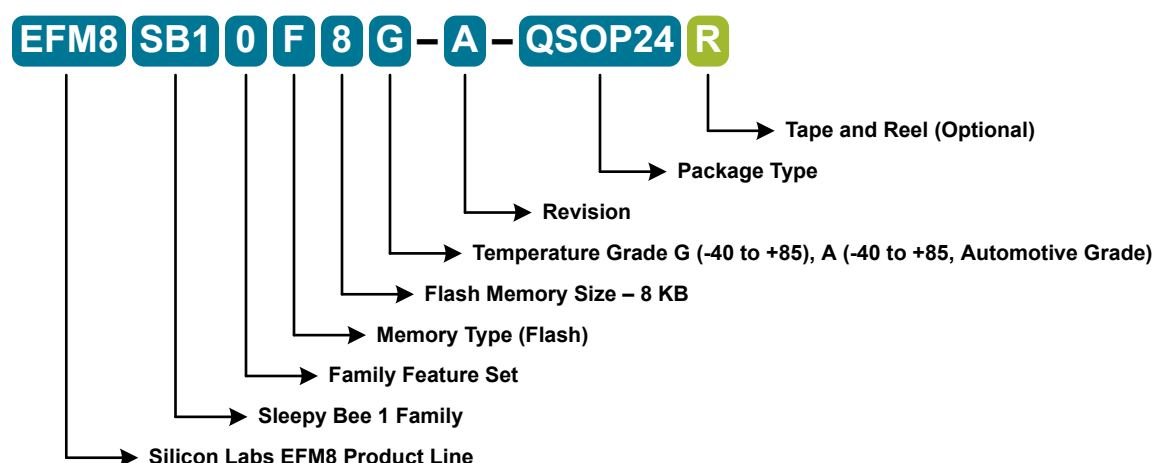 EFM8 SB1 0 F 8 G – A – QSOP24 R
Tape and Reel (Optional)
Package Type
Revision
Temperature Grade G (-40 to +85), A (-40 to +85, Automotive Grade)
Flash Memory Size – 8 KB
Memory Type (Flash)
Family Feature Set
Sleepy Bee 1 Family
Silicon Labs EFM8 Product Line